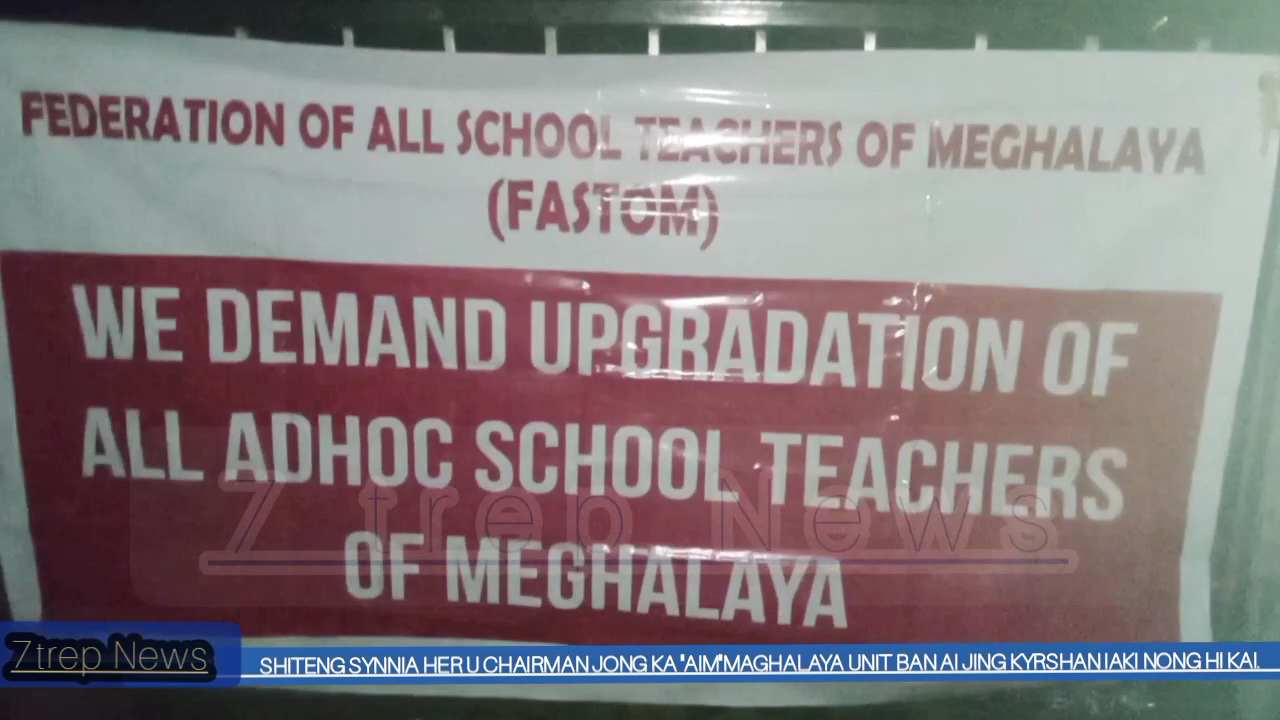 FEDERATION OF ALL SCHOOL TEACHERS OF MEGHALAYA
(FASTOM)
WE DEMAND UPGRADATION OF
ALL ADHOC SCHOOL TEACHERS
OF MEGHALAYA
Z trep News
Ztrep News
SHITENG SYNNIA HER U CHAIRMAN JONG KA "AIM"MAGHALAYA UNIT BAN AI JING KYRSHAN IAKI NONG HI KAI.